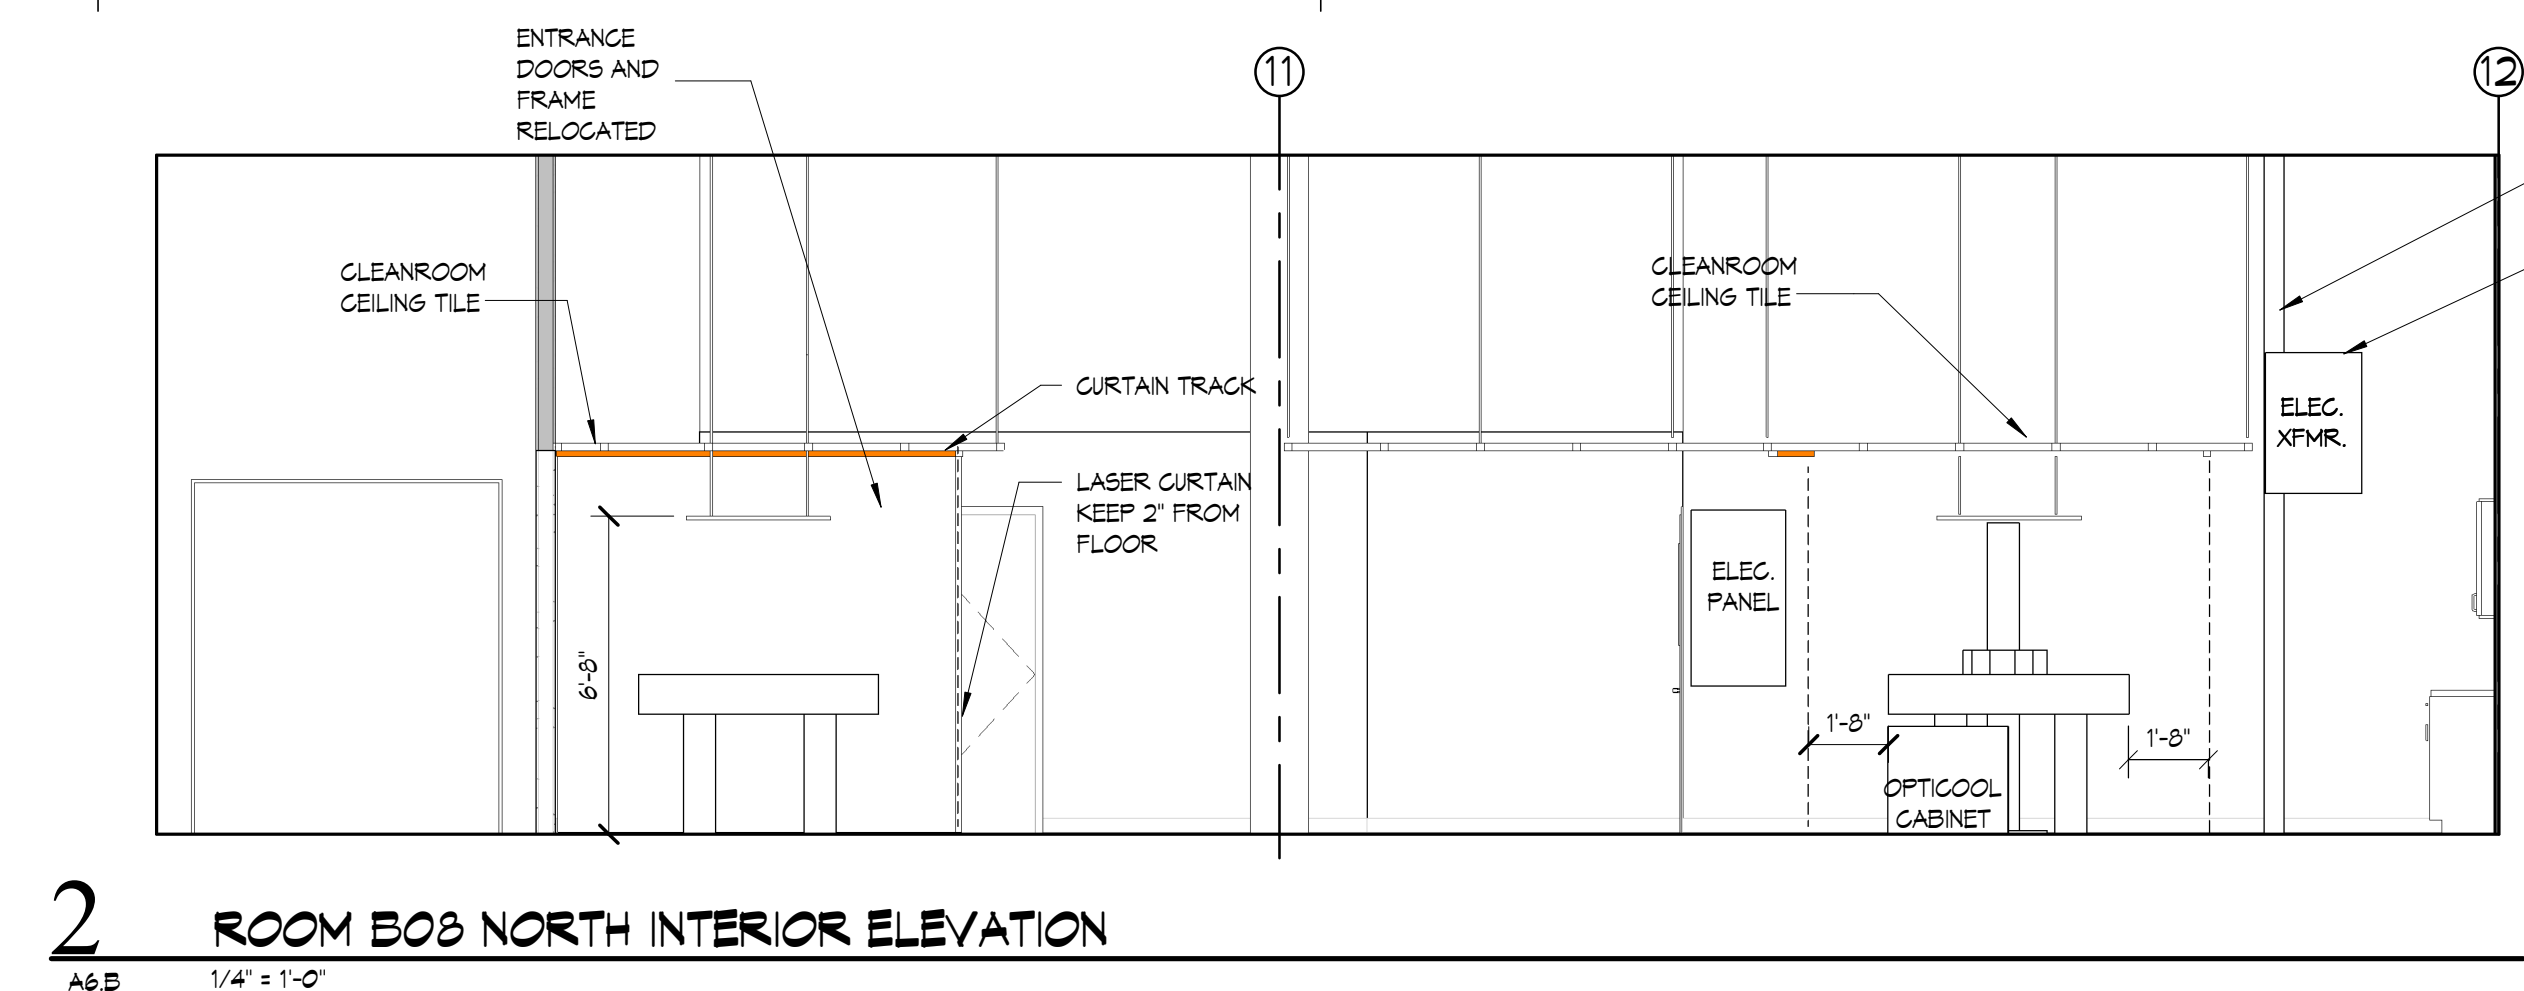 ENTRANCE
DOORS AND
FRAME
RELOCATED
11
12
CLEANROOM
CEILING TILE
CLEANROOM
CEILING TILE
CURTAIN TRACK
ELEC.
XFMR.
LASER CURTAIN
KEEP 2" FROM
FLOOR
ELEC.
PANEL
6'-8"
1'-8"
1'-8"
OPTICOOL
CABINET
2
ROOM B08 NORTH INTERIOR ELEVATION
A6.B
1/4" = 1'-0"